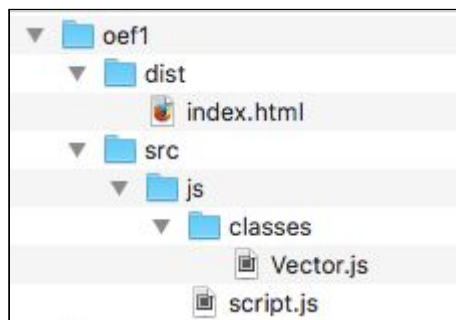 oef1
dist
index.html
src
js
classes
Vector.js
script.js